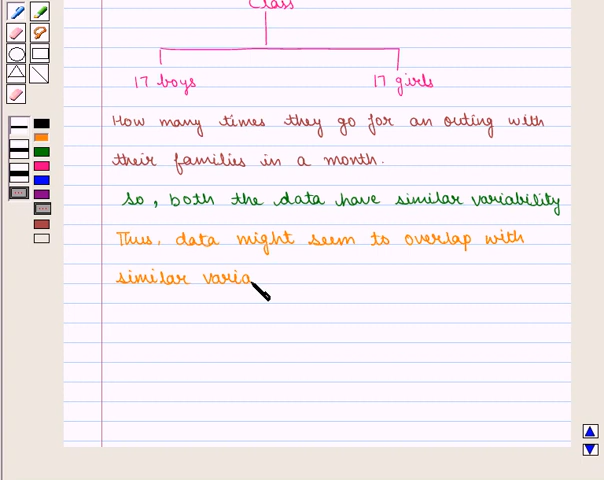 Class
17 boys 17 girls
How many times they go for an outing with
their families in a month.
So, both the data have similar variability
Thus, data might seem to overlap with
similar varia